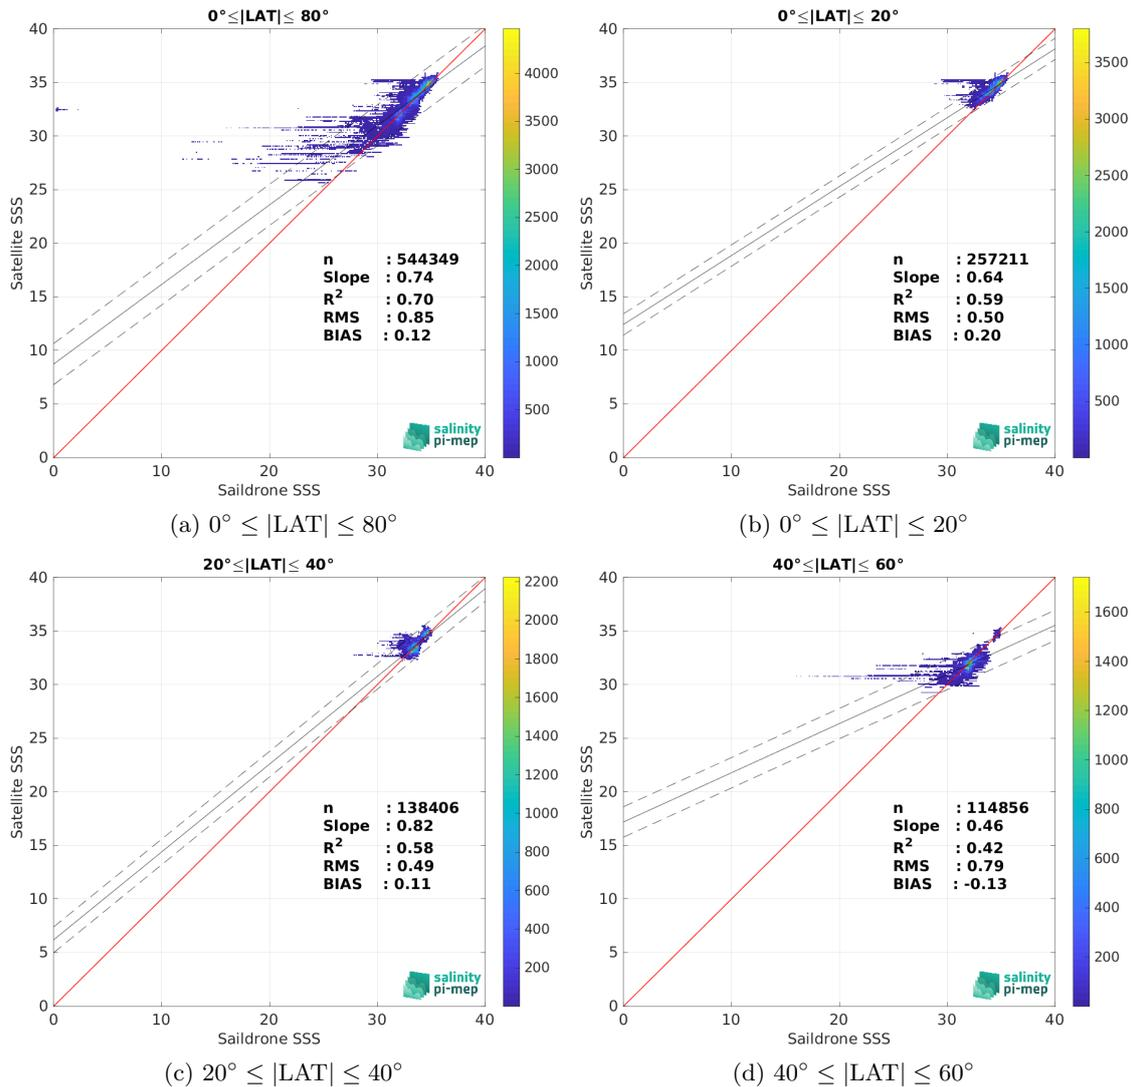 0°≤|LAT|≤ 80°
40
35
30
25
20
15
10
5
0
Satellite SSS
0
10
20
30
40
Saildrone SSS
4000
3500
3000
2500
2000
1500
1000
500
n : 544349
Slope : 0.74
R² : 0.70
RMS : 0.85
BIAS : 0.12
salinity
pi-mep
(a) 0° ≤ |LAT| ≤ 80°
0°≤|LAT|≤ 20°
40
35
30
25
20
15
10
5
0
Satellite SSS
0
10
20
30
40
Saildrone SSS
3500
3000
2500
2000
1500
1000
500
n : 257211
Slope : 0.64
R² : 0.59
RMS : 0.50
BIAS : 0.20
salinity
pi-mep
(b) 0° ≤ |LAT| ≤ 20°
20°≤|LAT|≤ 40°
40
35
30
25
20
15
10
5
0
Satellite SSS
0
10
20
30
40
Saildrone SSS
2200
2000
1800
1600
1400
1200
1000
800
600
400
200
n : 138406
Slope : 0.82
R² : 0.58
RMS : 0.49
BIAS : 0.11
salinity
pi-mep
(c) 20° ≤ |LAT| ≤ 40°
40°≤|LAT|≤ 60°
40
35
30
25
20
15
10
5
0
Satellite SSS
0
10
20
30
40
Saildrone SSS
1600
1400
1200
1000
800
600
400
200
n : 114856
Slope : 0.46
R² : 0.42
RMS : 0.79
BIAS : -0.13
salinity
pi-mep
(d) 40° ≤ |LAT| ≤ 60°